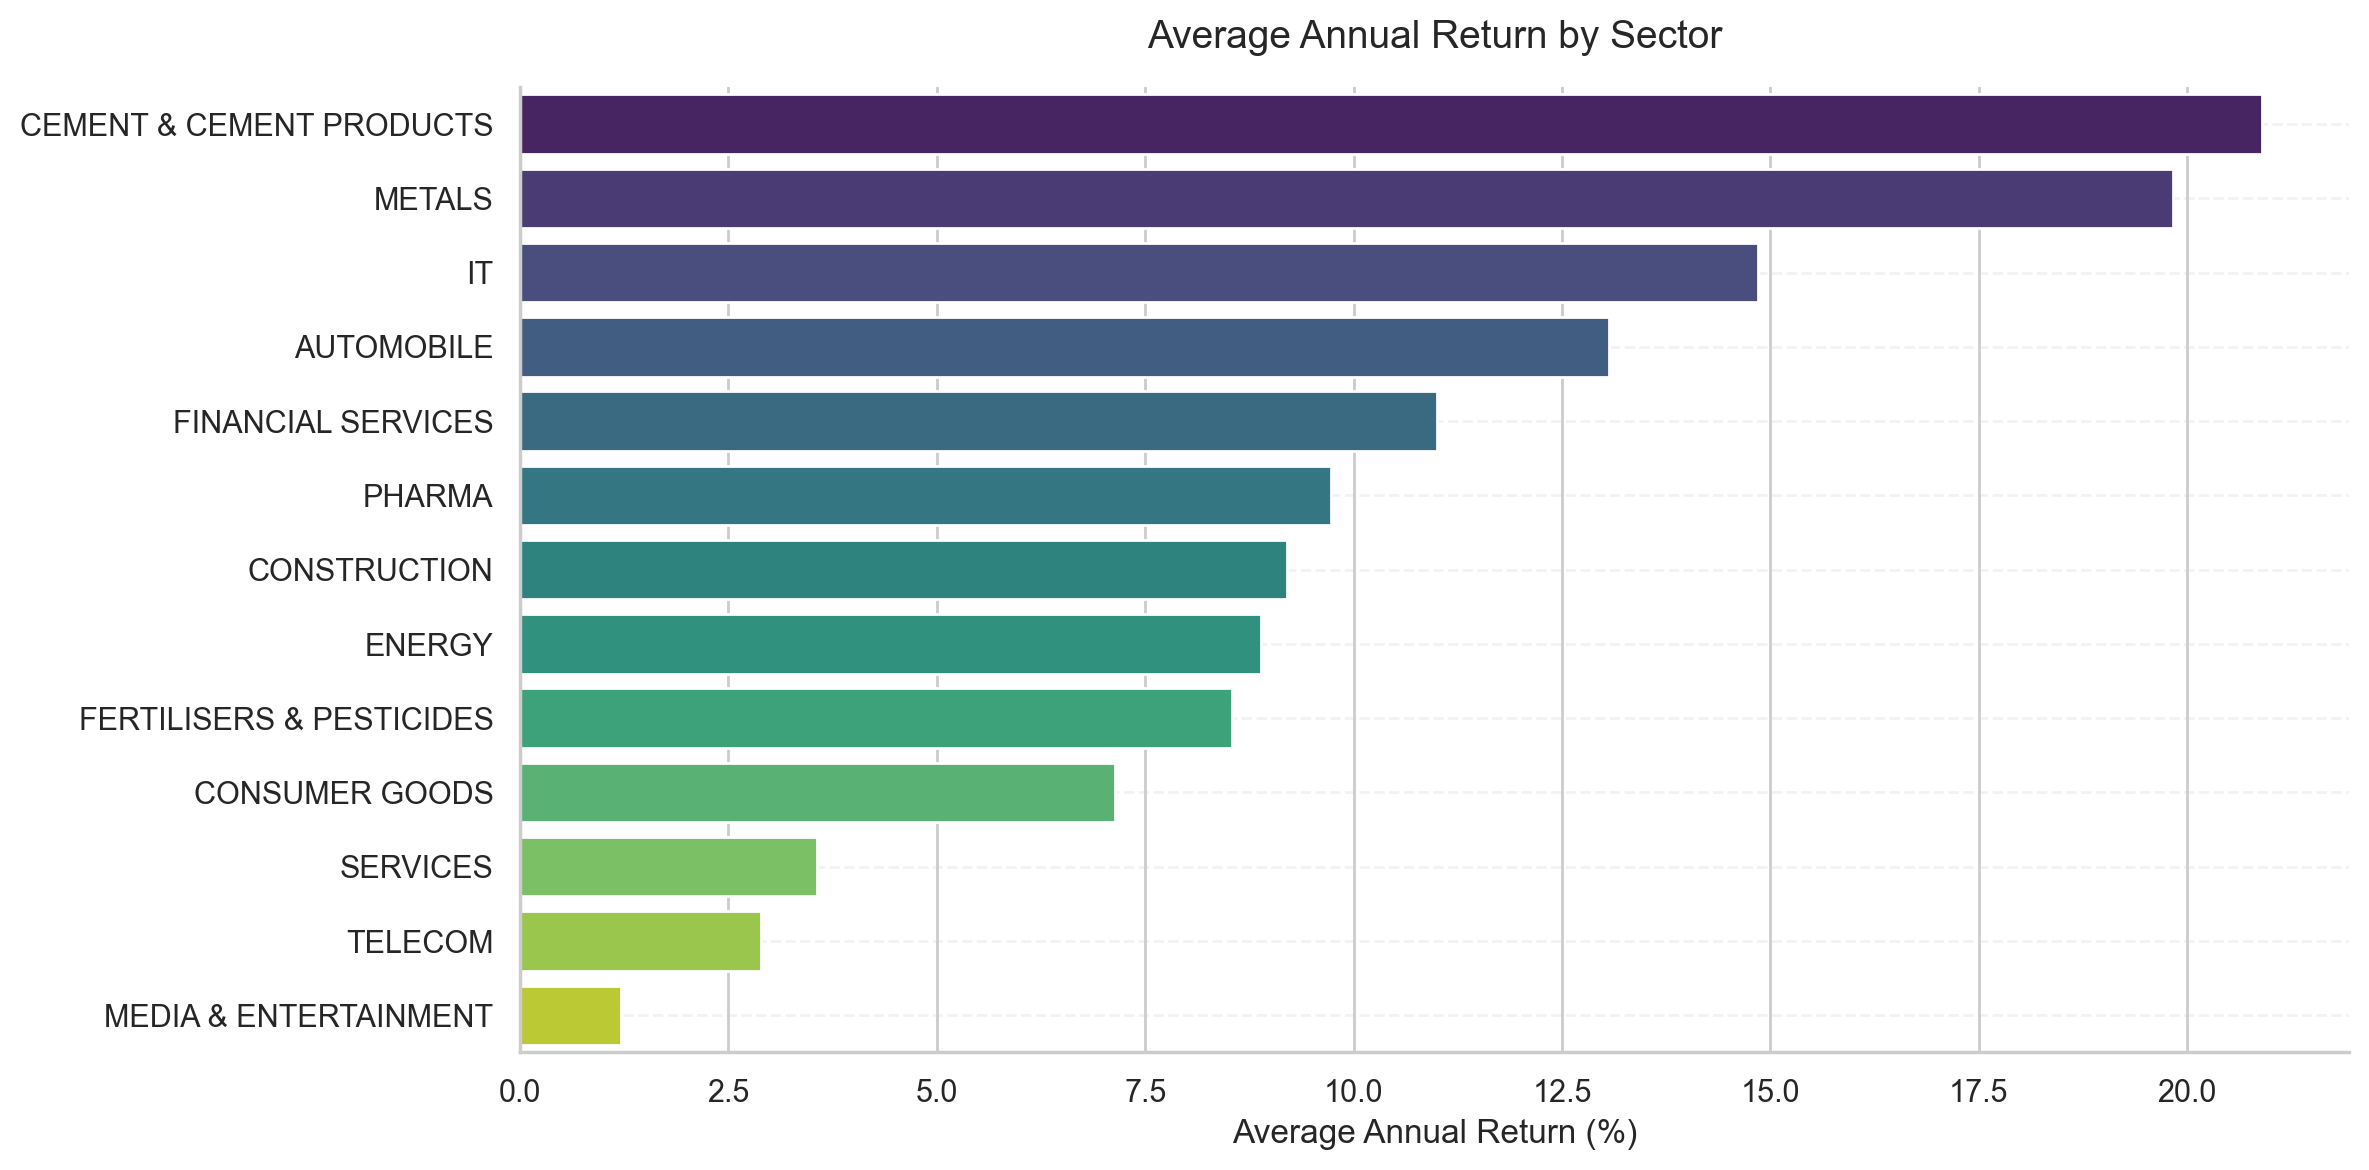 Average Annual Return by Sector
CEMENT & CEMENT PRODUCTS
METALS
IT
AUTOMOBILE
FINANCIAL SERVICES
PHARMA
CONSTRUCTION
ENERGY
FERTILISERS & PESTICIDES
CONSUMER GOODS
SERVICES
TELECOM
MEDIA & ENTERTAINMENT
0.0 2.5 5.0 7.5 10.0 12.5 15.0 17.5 20.0
Average Annual Return (%)